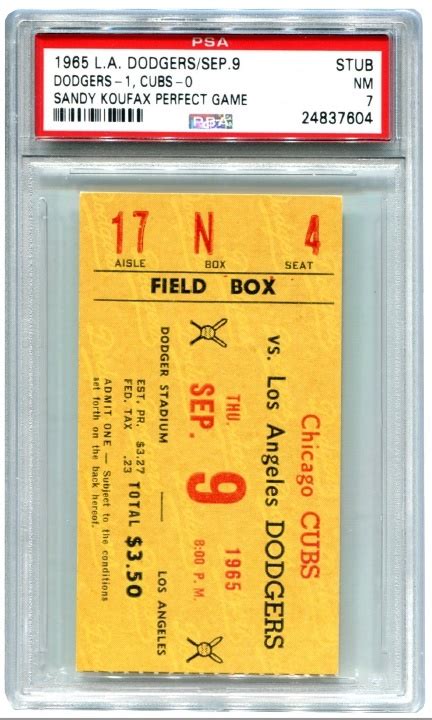 PSA
1965 L.A. DODGERS/SEP.9 STUB
DODGERS-1, CUBS-0 NM
SANDY KOUFAX PERFECT GAME 7
PSA 24837604
17 N 4
AISLE BOX SEAT
FIELD BOX
Chicago CUBS
vs. Los Angeles DODGERS
THU. 1965
SEP. 9 8:00 P.M.
DODGER STADIUM — LOS ANGELES
EST. PR. $3.27
FED. TAX .23
TOTAL $3.50
ADMIT ONE — Subject to the conditions
set forth on the back hereof.